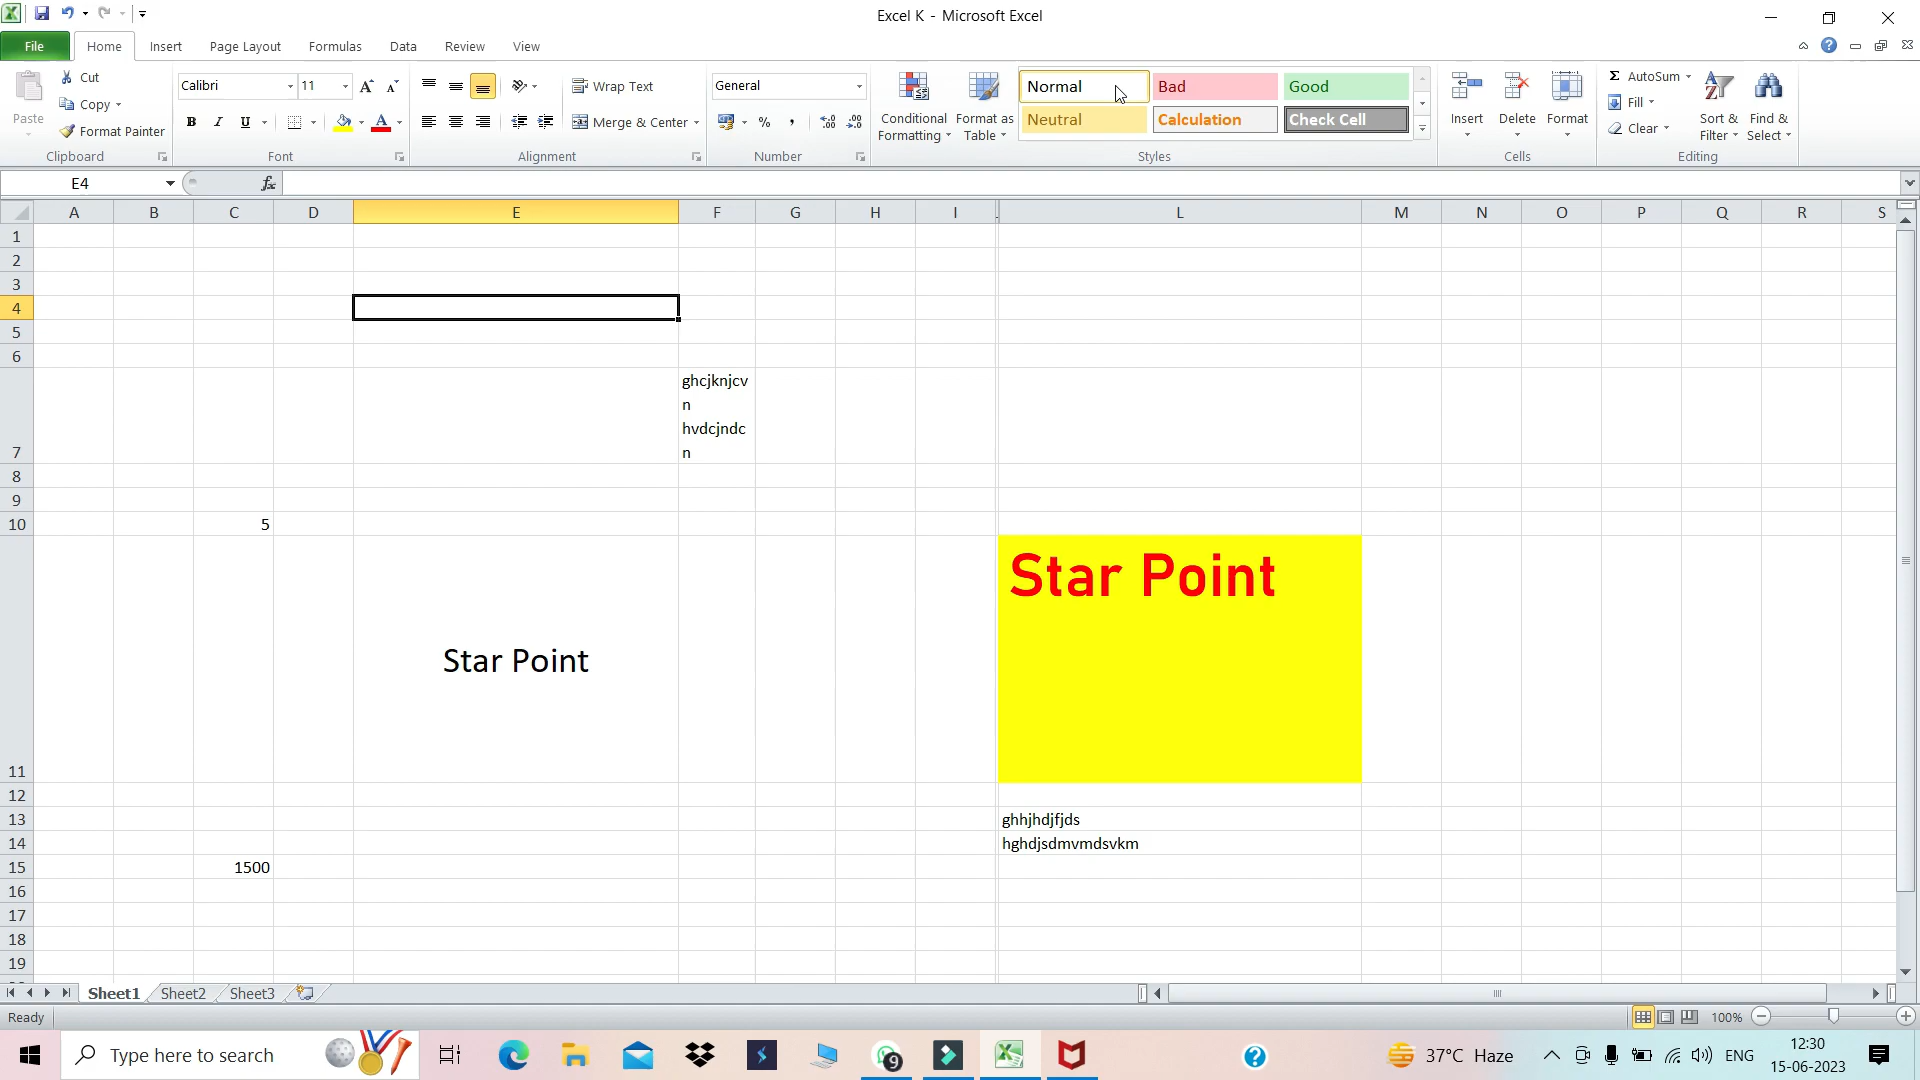 Excel K - Microsoft Excel
File Home Insert Page Layout Formulas Data Review View
Cut
Copy
Format Painter
Paste
Clipboard
Calibri 11
B I U
Font
Wrap Text
Merge & Center
Alignment
General
%
Number
Conditional Formatting
Format as Table
Normal Bad Good
Neutral Calculation Check Cell
Styles
Insert Delete Format
Cells
AutoSum
Fill
Clear
Sort & Filter
Find & Select
Editing
E4
fx
A B C D E F G H I L M N O P Q R S
1
2
3
4
5
6
ghcjknjcv
n
hvdcjndc
7 n
8
9
10 5
Star Point
Star Point
11
12
13 ghhjhdjfjds
14 hghdjsdmvmdsvkm
15 1500
16
17
18
19
Sheet1 Sheet2 Sheet3
Ready
100%
Type here to search
9
37°C Haze
ENG
12:30
15-06-2023